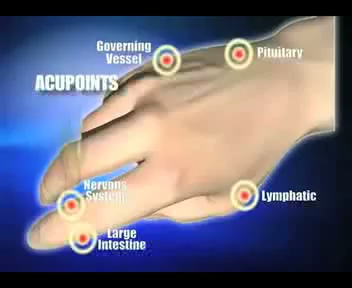 Governing
Vessel
Pituitary
ACUPOINTS
Nervous
System
Lymphatic
Large
Intestine